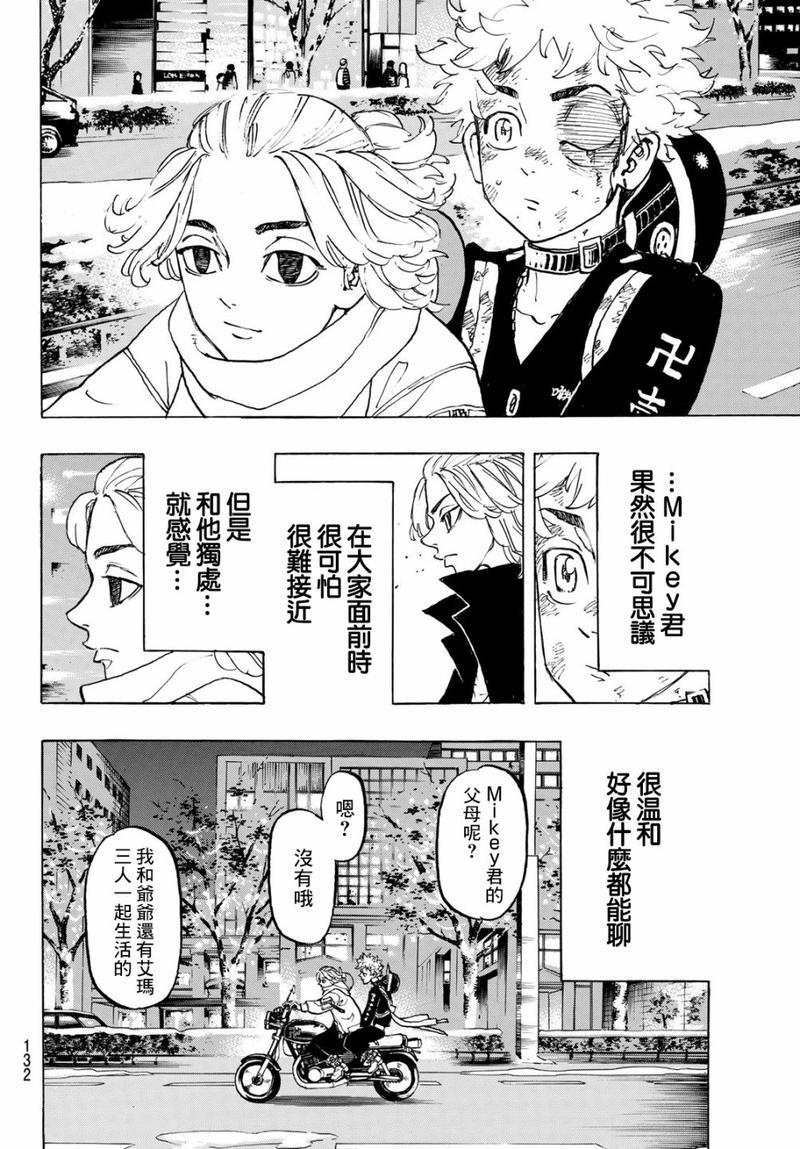 …Mikey君
果然很不可思議
在大家面前時
很可怕
很難接近
但是
和他獨處…
就感覺…
很溫和
好像什麼都能聊
Mikey君的
父母呢?
嗯?
沒有哦
我和爺爺還有艾瑪
三人一起生活的
132
卍